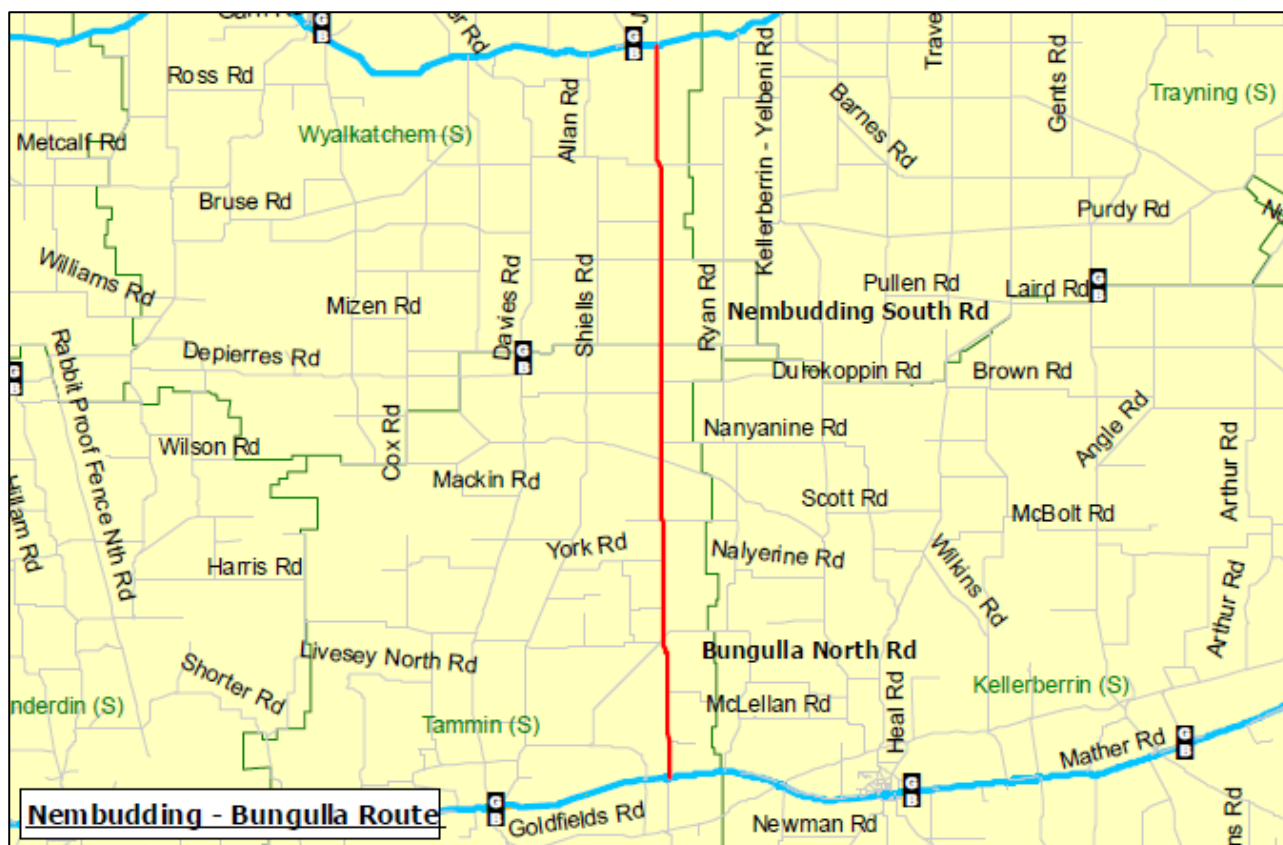 Ross Rd
Wyalkatchem (S)
Metcalf Rd
Bruse Rd
Allan Rd
Kellerberrin - Yelbeni Rd
Barnes Rd
Gents Rd
Trayning (S)
Purdy Rd
Williams Rd
Mizen Rd
Davies Rd
Shiells Rd
Ryan Rd
Pullen Rd
Laird Rd
Nembudding South Rd
Rabbit Proof Fence Nth Rd
Depierres Rd
Brown Rd
Cox Rd
Wilson Rd
Nanyanine Rd
Angle Rd
Arthur Rd
Mackin Rd
Scott Rd
McBolt Rd
Hillam Rd
Harris Rd
York Rd
Nalyerine Rd
Wilkins Rd
Arthur Rd
Livesey North Rd
Bungulla North Rd
Shorter Rd
McLellan Rd
Heal Rd
Kellerberrin (S)
nderdin (S)
Tammin (S)
Mather Rd
Nembudding - Bungulla Route
Goldfields Rd
Newman Rd
G
B
G
B
G
B
G
B
G
B
G
B
G
B
G
B